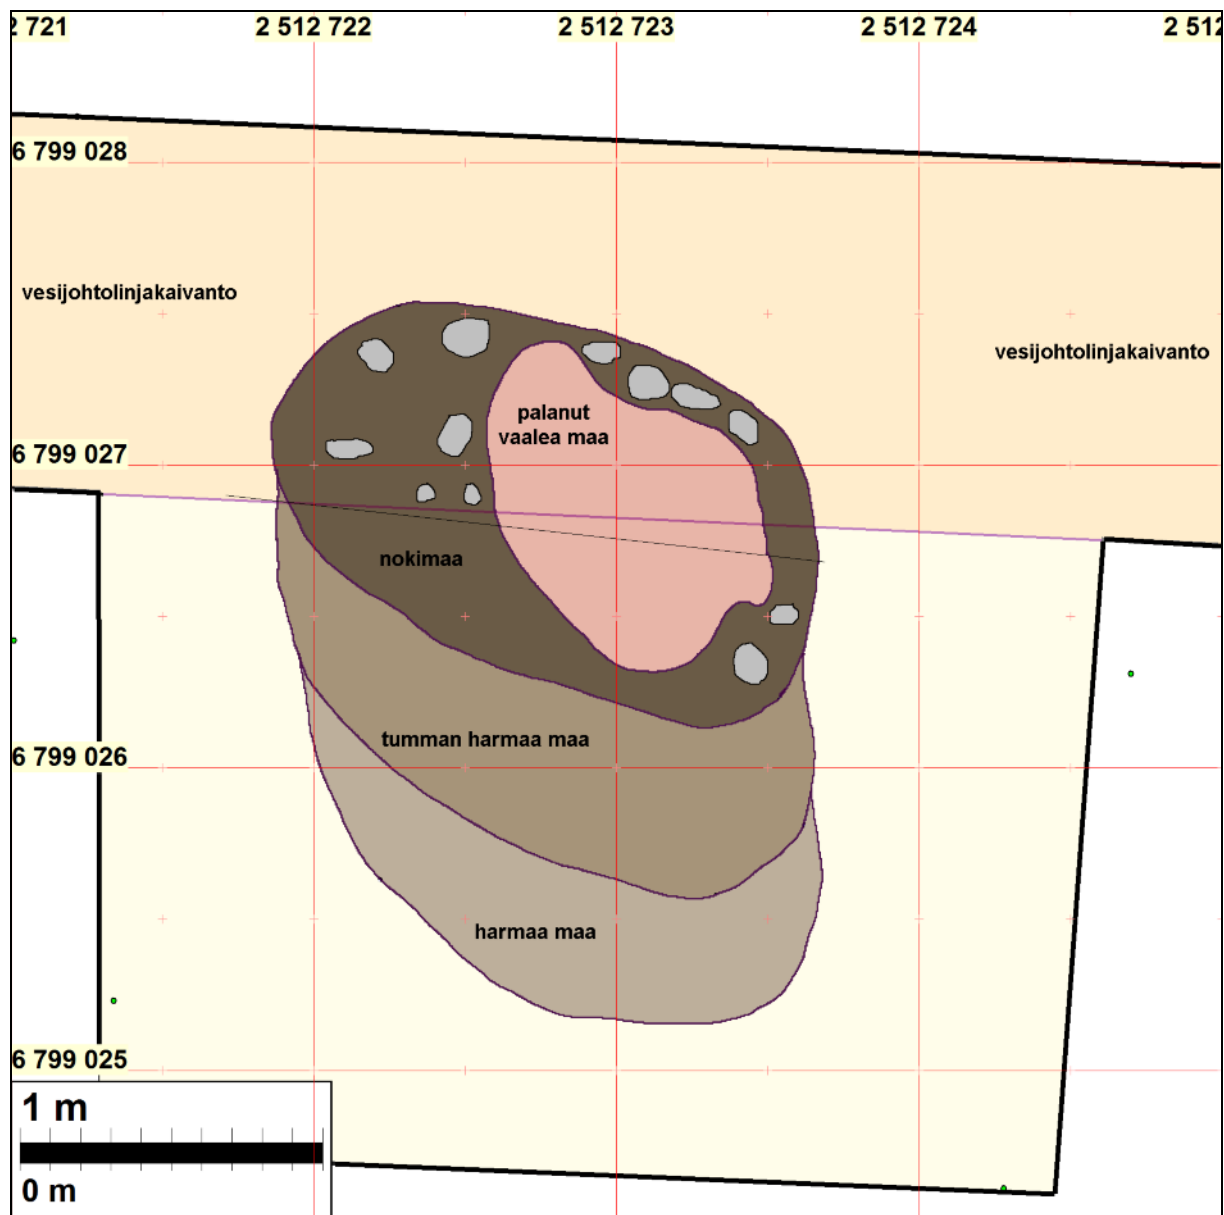 2 721
2 512 722
2 512 723
2 512 724
2 512
6 799 028
vesijohtolinjakaivanto
vesijohtolinjakaivanto
palanut
vaalea maa
6 799 027
nokimaa
tumman harmaa maa
6 799 026
harmaa maa
6 799 025
1 m
0 m